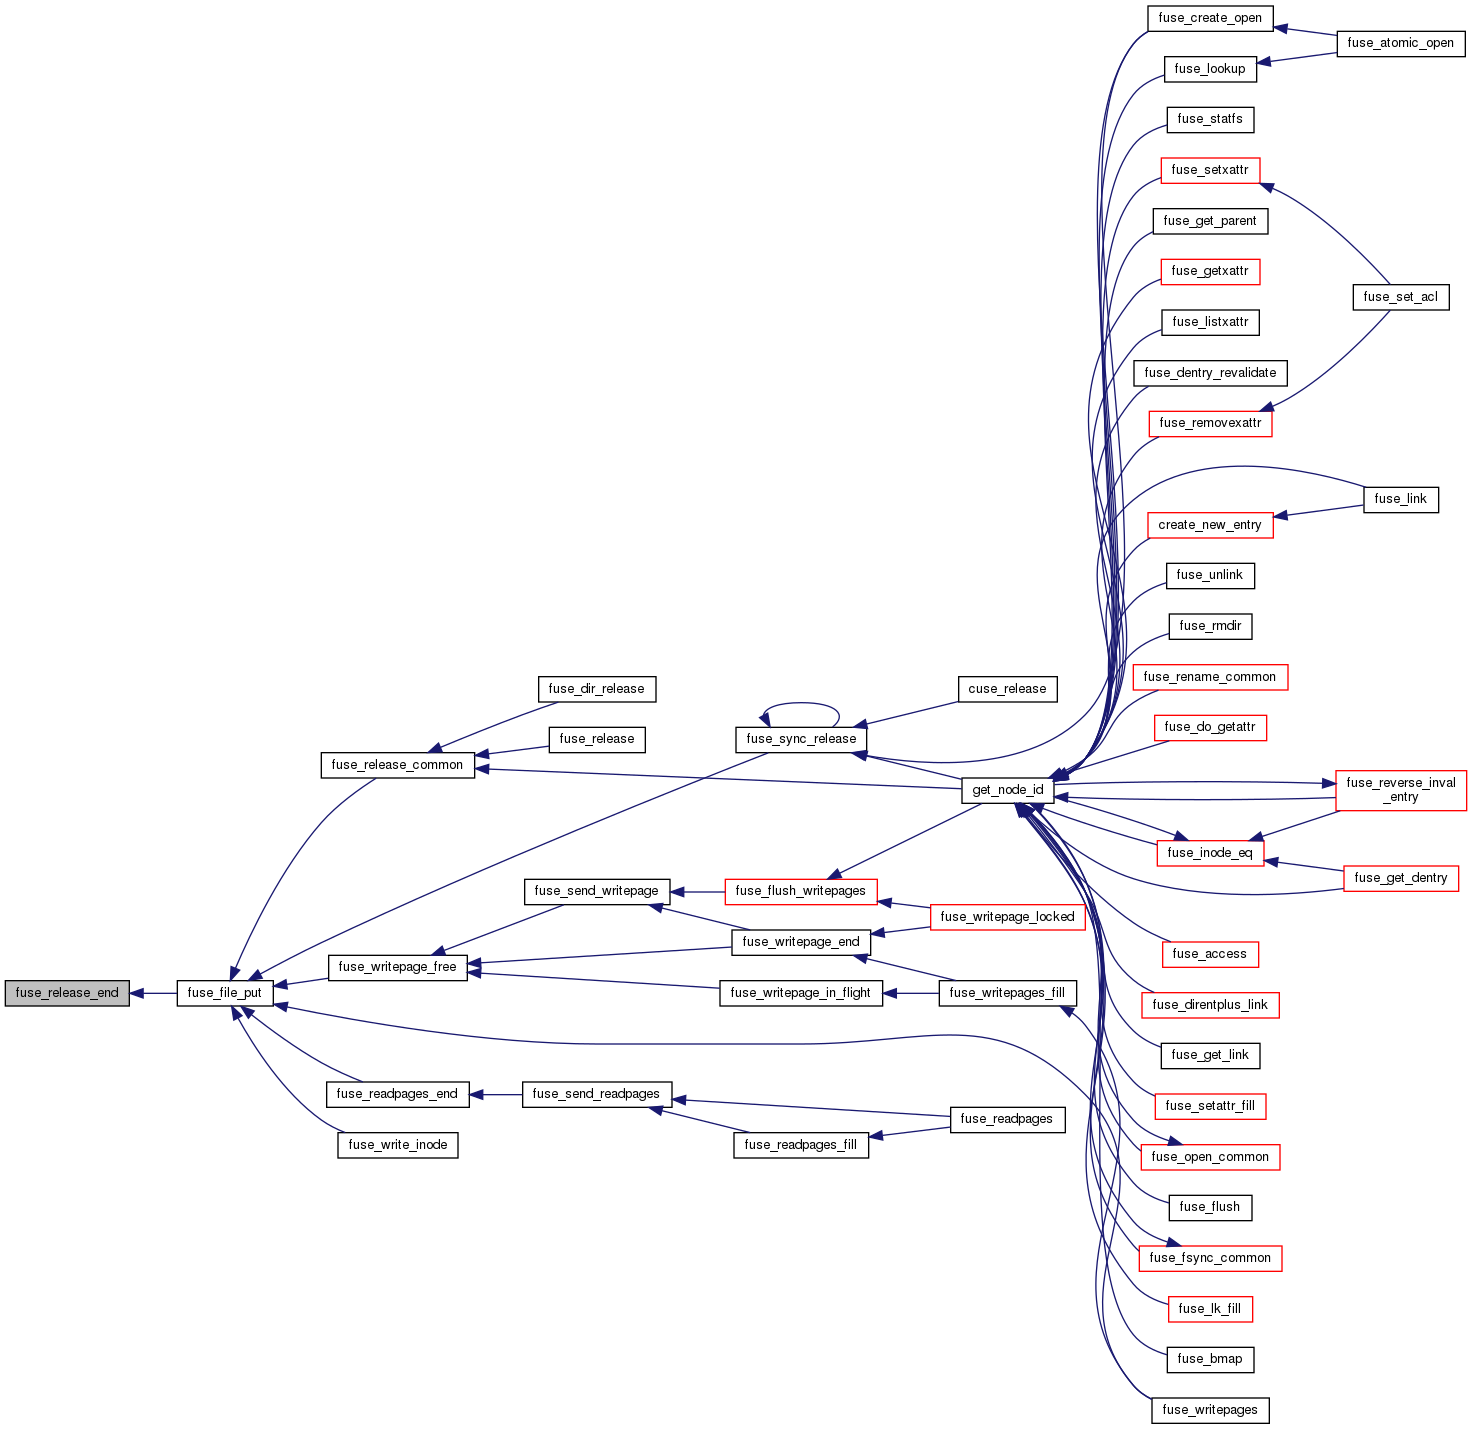 fuse_create_open
fuse_atomic_open
fuse_lookup
fuse_statfs
fuse_setxattr
fuse_get_parent
fuse_getxattr
fuse_set_acl
fuse_listxattr
fuse_dentry_revalidate
fuse_removexattr
fuse_link
create_new_entry
fuse_unlink
fuse_rmdir
fuse_rename_common
fuse_dir_release
cuse_release
fuse_do_getattr
fuse_release
fuse_sync_release
fuse_release_common
get_node_id
fuse_reverse_inval
_entry
fuse_inode_eq
fuse_get_dentry
fuse_send_writepage
fuse_flush_writepages
fuse_writepage_locked
fuse_writepage_end
fuse_access
fuse_writepage_free
fuse_release_end
fuse_file_put
fuse_writepage_in_flight
fuse_writepages_fill
fuse_direntplus_link
fuse_get_link
fuse_readpages_end
fuse_send_readpages
fuse_setattr_fill
fuse_readpages
fuse_write_inode
fuse_readpages_fill
fuse_open_common
fuse_flush
fuse_fsync_common
fuse_lk_fill
fuse_bmap
fuse_writepages